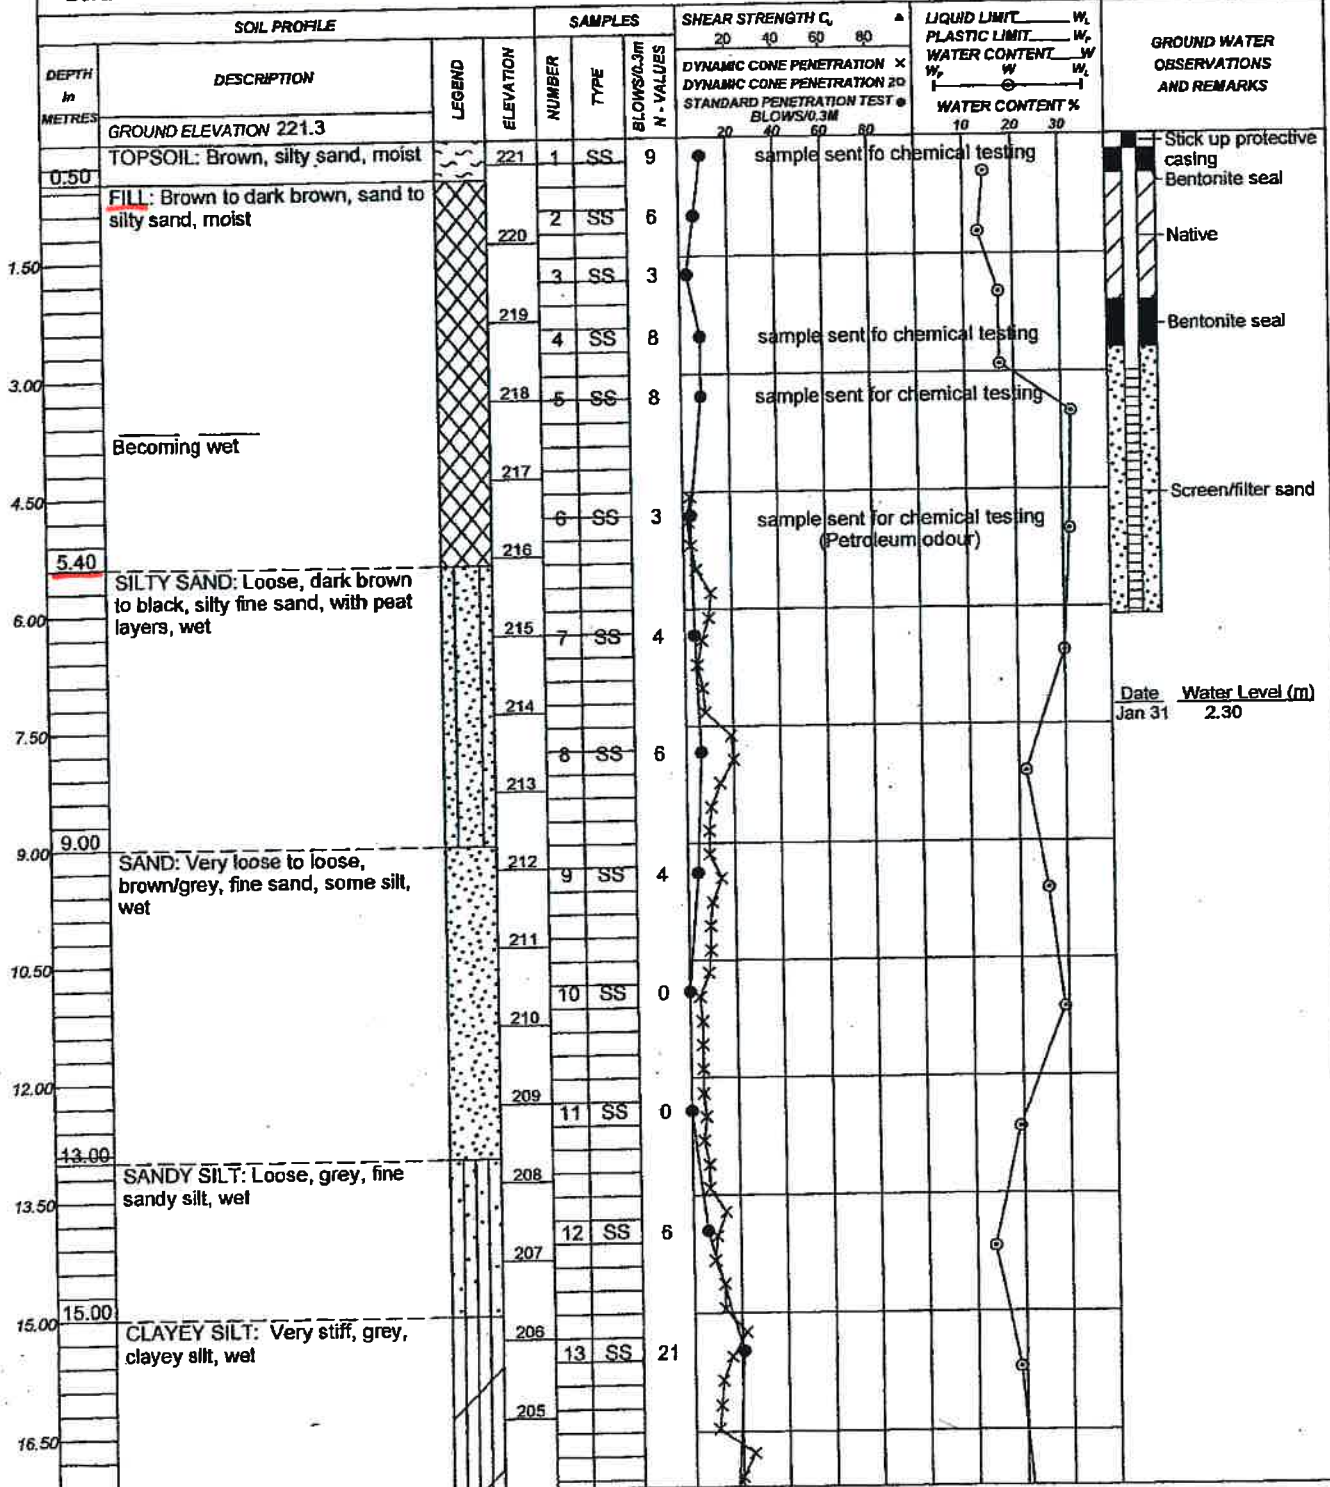 SOIL PROFILE
SAMPLES
DEPTH
in
METRES
DESCRIPTION
LEGEND
ELEVATION
NUMBER
TYPE
BLOWS/0.3m
N - VALUES
SHEAR STRENGTH Cu ▲
20 40 60 80
DYNAMIC CONE PENETRATION ×
DYNAMIC CONE PENETRATION 2
STANDARD PENETRATION TEST ●
BLOWS/0.3M
20 40 60 80
LIQUID LIMIT WL
PLASTIC LIMIT WP
WATER CONTENT W
WP W WL
WATER CONTENT %
10 20 30
GROUND WATER
OBSERVATIONS
AND REMARKS
GROUND ELEVATION 221.3
TOPSOIL: Brown, silty sand, moist
0.50
FILL: Brown to dark brown, sand to
silty sand, moist
Becoming wet
5.40
SILTY SAND: Loose, dark brown
to black, silty fine sand, with peat
layers, wet
9.00
SAND: Very loose to loose,
brown/grey, fine sand, some silt,
wet
13.00
SANDY SILT: Loose, grey, fine
sandy silt, wet
15.00
CLAYEY SILT: Very stiff, grey,
clayey silt, wet
1.50
3.00
4.50
6.00
7.50
9.00
10.50
12.00
13.50
15.00
16.50
221
220
219
218
217
216
215
214
213
212
211
210
209
208
207
206
205
1 SS 9
2 SS 6
3 SS 3
4 SS 8
5 SS 8
6 SS 3
7 SS 4
8 SS 6
9 SS 4
10 SS 0
11 SS 0
12 SS 6
13 SS 21
sample sent fo chemical testing
sample sent fo chemical testing
sample sent for chemical testing
sample sent for chemical testing
(Petroleum odour)
Stick up protective
casing
Bentonite seal
Native
Bentonite seal
Screen/filter sand
Date Water Level (m)
Jan 31 2.30